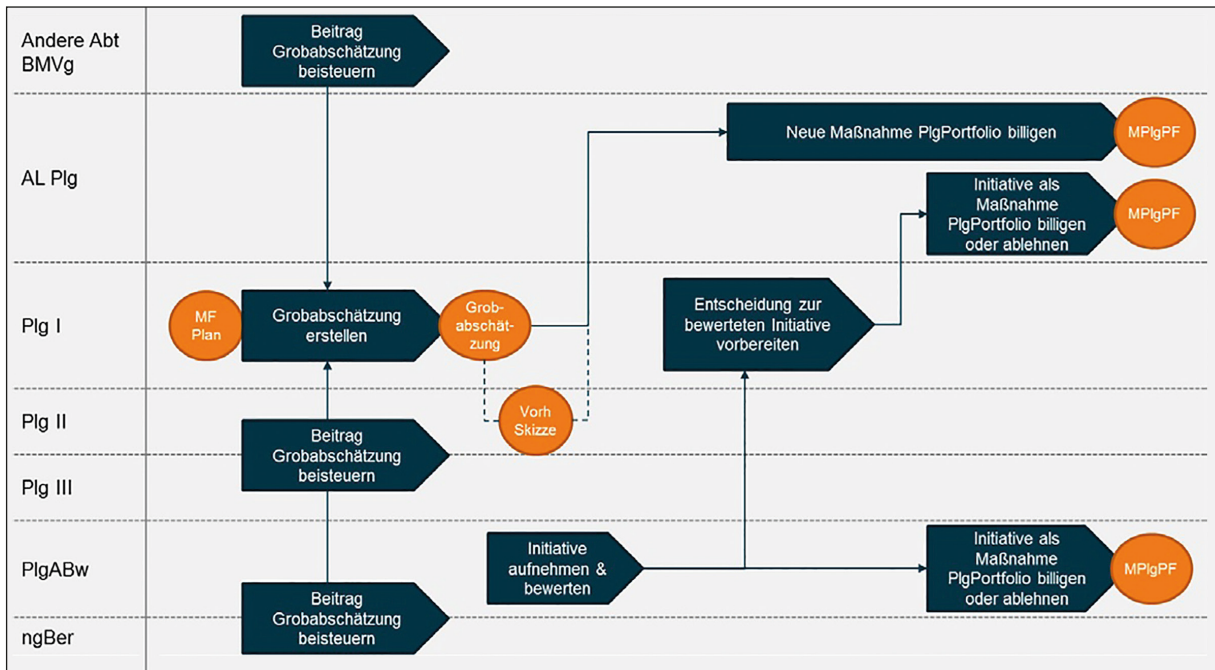 Andere Abt
BMVg
Beitrag
Grobabschätzung
beisteuern
AL Plg
Neue Maßnahme PlgPortfolio billigen
MPlgPF
Initiative als
Maßnahme
PlgPortfolio billigen
oder ablehnen
MPlgPF
Plg I
MF
Plan
Grobabschätzung
erstellen
Grob-
abschät-
zung
Entscheidung zur
bewerteten Initiative
vorbereiten
Plg II
Vorh
Skizze
Beitrag
Grobabschätzung
beisteuern
Plg III
PlgABw
Initiative
aufnehmen &
bewerten
Initiative als
Maßnahme
PlgPortfolio billigen
oder ablehnen
MPlgPF
Beitrag
Grobabschätzung
beisteuern
ngBer